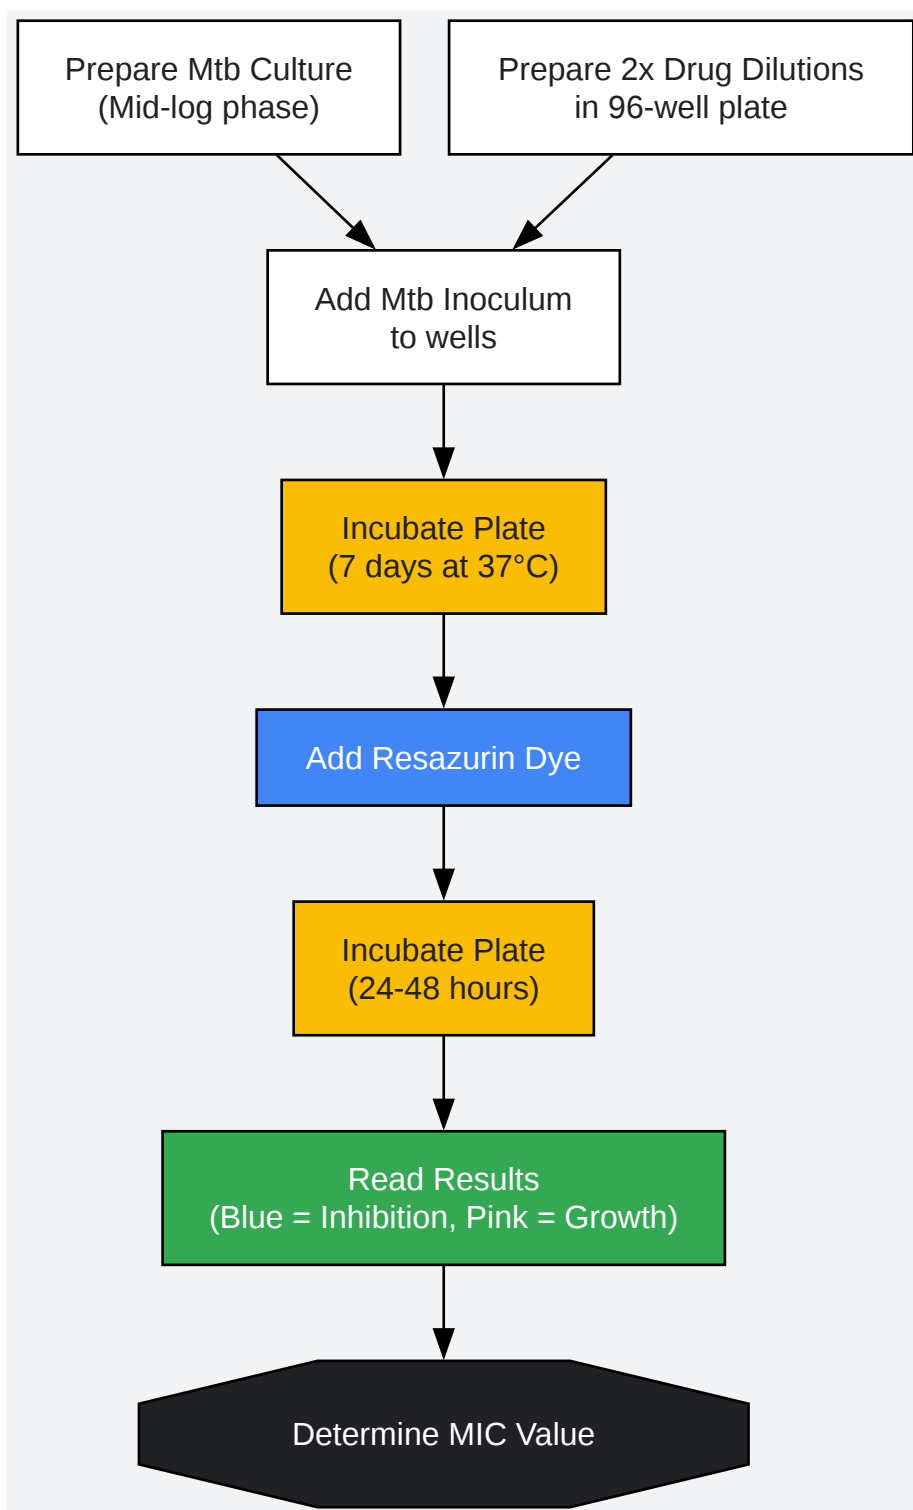 Prepare Mtb Culture
(Mid-log phase)
Prepare 2x Drug Dilutions
in 96-well plate
Add Mtb Inoculum
to wells
Incubate Plate
(7 days at 37°C)
Add Resazurin Dye
Incubate Plate
(24-48 hours)
Read Results
(Blue = Inhibition, Pink = Growth)
Determine MIC Value